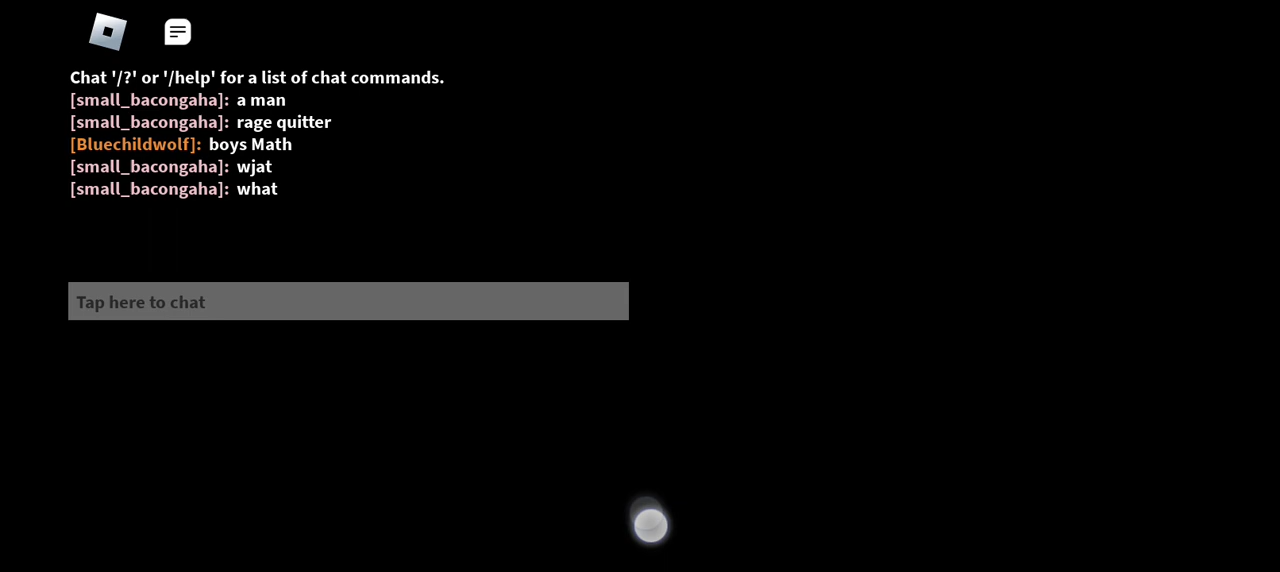 Chat '/?' or '/help' for a list of chat commands.
[small_bacongaha]: a man
[small_bacongaha]: rage quitter
[Bluechildwolf]: boys Math
[small_bacongaha]: wjat
[small_bacongaha]: what
Tap here to chat